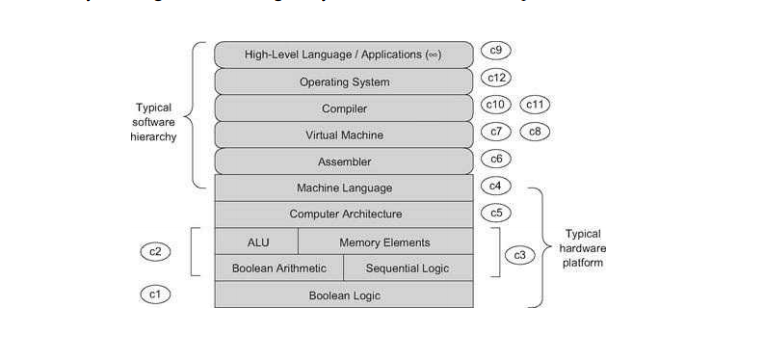 High-Level Language / Applications (∞)
c9
Operating System
c12
Compiler
c10
c11
Typical
software
hierarchy
Virtual Machine
c7
c8
Assembler
c6
Machine Language
c4
Computer Architecture
c5
ALU
Memory Elements
c2
c3
Typical
hardware
platform
Boolean Arithmetic
Sequential Logic
c1
Boolean Logic